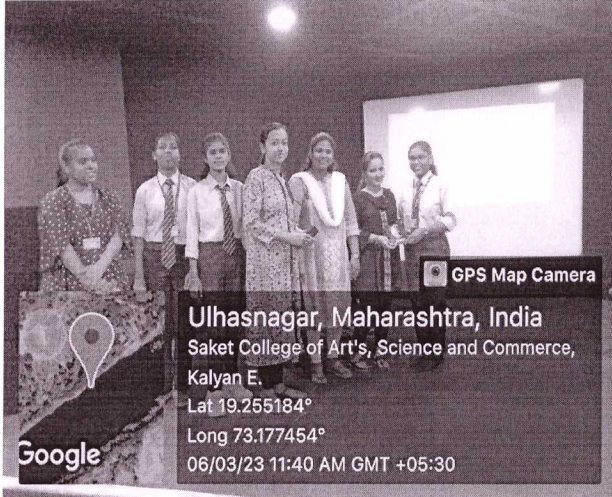 GPS Map Camera
Ulhasnagar, Maharashtra, India
Saket College of Art's, Science and Commerce,
Kalyan E.
Lat 19.255184°
Long 73.177454°
06/03/23 11:40 AM GMT +05:30
Google